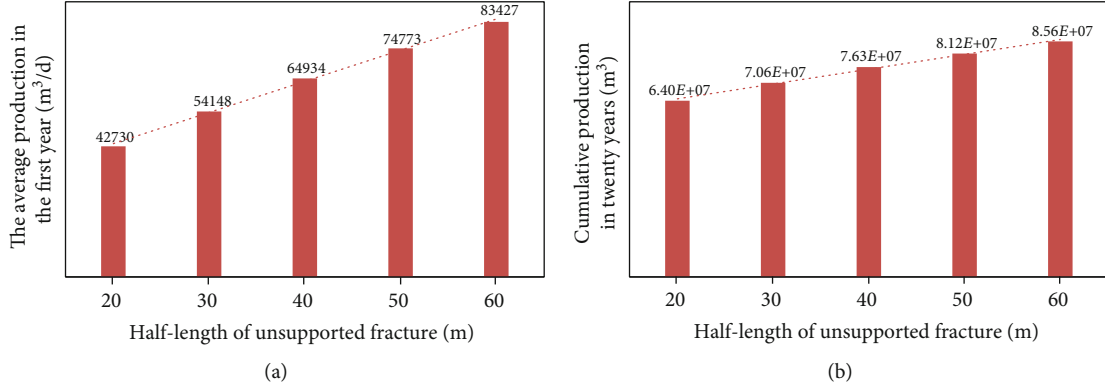 The average production in
the first year (m³/d)
42730
54148
64934
74773
83427
20
30
40
50
60
Half-length of unsupported fracture (m)
(a)
Cumulative production
in twenty years (m³)
6.40E+07
7.06E+07
7.63E+07
8.12E+07
8.56E+07
20
30
40
50
60
Half-length of unsupported fracture (m)
(b)